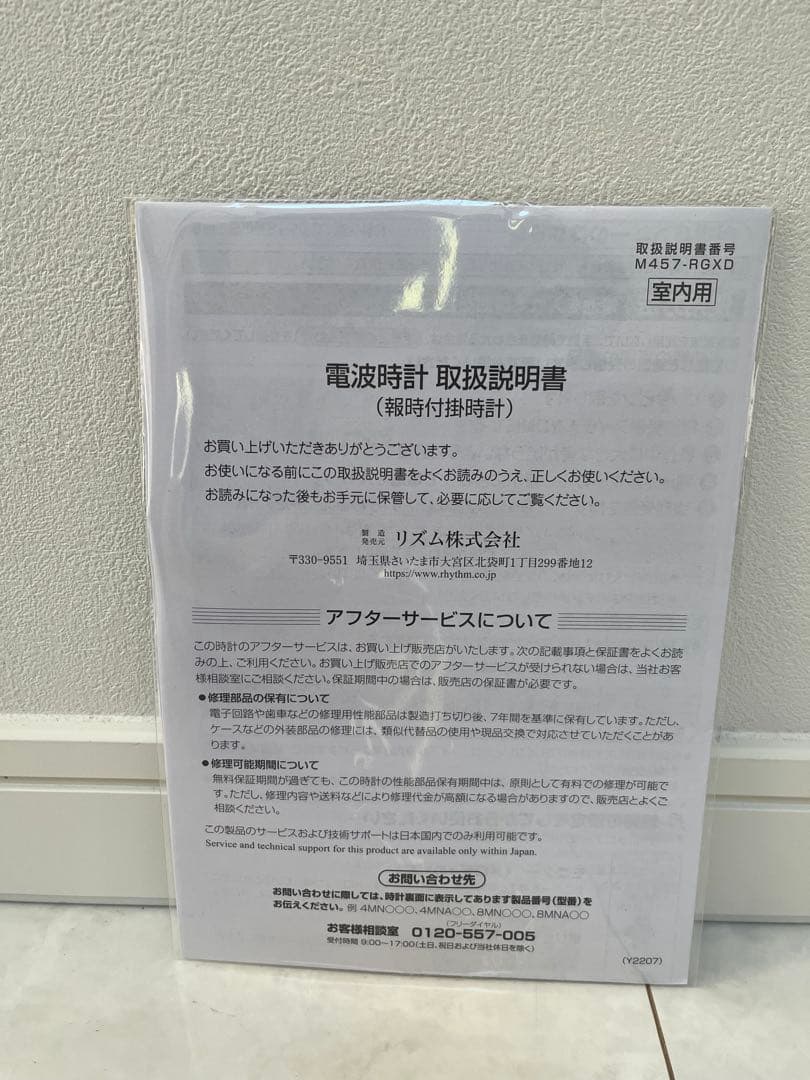 取扱説明書番号
M457-RGXD
室内用
電波時計 取扱説明書
（報時付掛時計）
お買い上げいただきありがとうございます。
お使いになる前にこの取扱説明書をよくお読みのうえ、正しくお使いください。
お読みになった後もお手元に保管して、必要に応じてご覧ください。
製造発売元 リズム株式会社
〒330-9551 埼玉県さいたま市大宮区北袋町1丁目299番地12
https://www.rhythm.co.jp
アフターサービスについて
この時計のアフターサービスは、お買い上げ販売店がいたします。次の記載事項と保証書をよくお読
みの上、ご利用ください。お買い上げ販売店でのアフターサービスが受けられない場合は、当社お客
様相談室にご相談ください。保証期間中の場合は、販売店の保証書が必要です。
●修理部品の保有について
電子回路や歯車などの修理用性能部品は製造打ち切り後、7年間を基準に保有しています。ただし、
ケースなどの外装部品の修理には、類似代替品の使用や現品交換で対応させていただくことがあ
ります。
●修理可能期間について
無料保証期間が過ぎても、この時計の性能部品保有期間中は、原則として有料での修理が可能で
す。ただし、修理内容や送料などにより修理代金が高額になる場合がありますので、販売店とよくご
相談ください。
この製品のサービスおよび技術サポートは日本国内でのみ利用可能です。
Service and technical support for this product are available only within Japan.
お問い合わせ先
お問い合わせに際しては、時計裏面に表示してあります製品番号（型番）を
お伝えください。例 4MN○○○、4MNA○○、8MN○○○、8MNA○○
（フリーダイヤル）
お客様相談室 0120-557-005
受付時間 9:00～17:00（土日、祝日および当社休日を除く）
（Y2207）